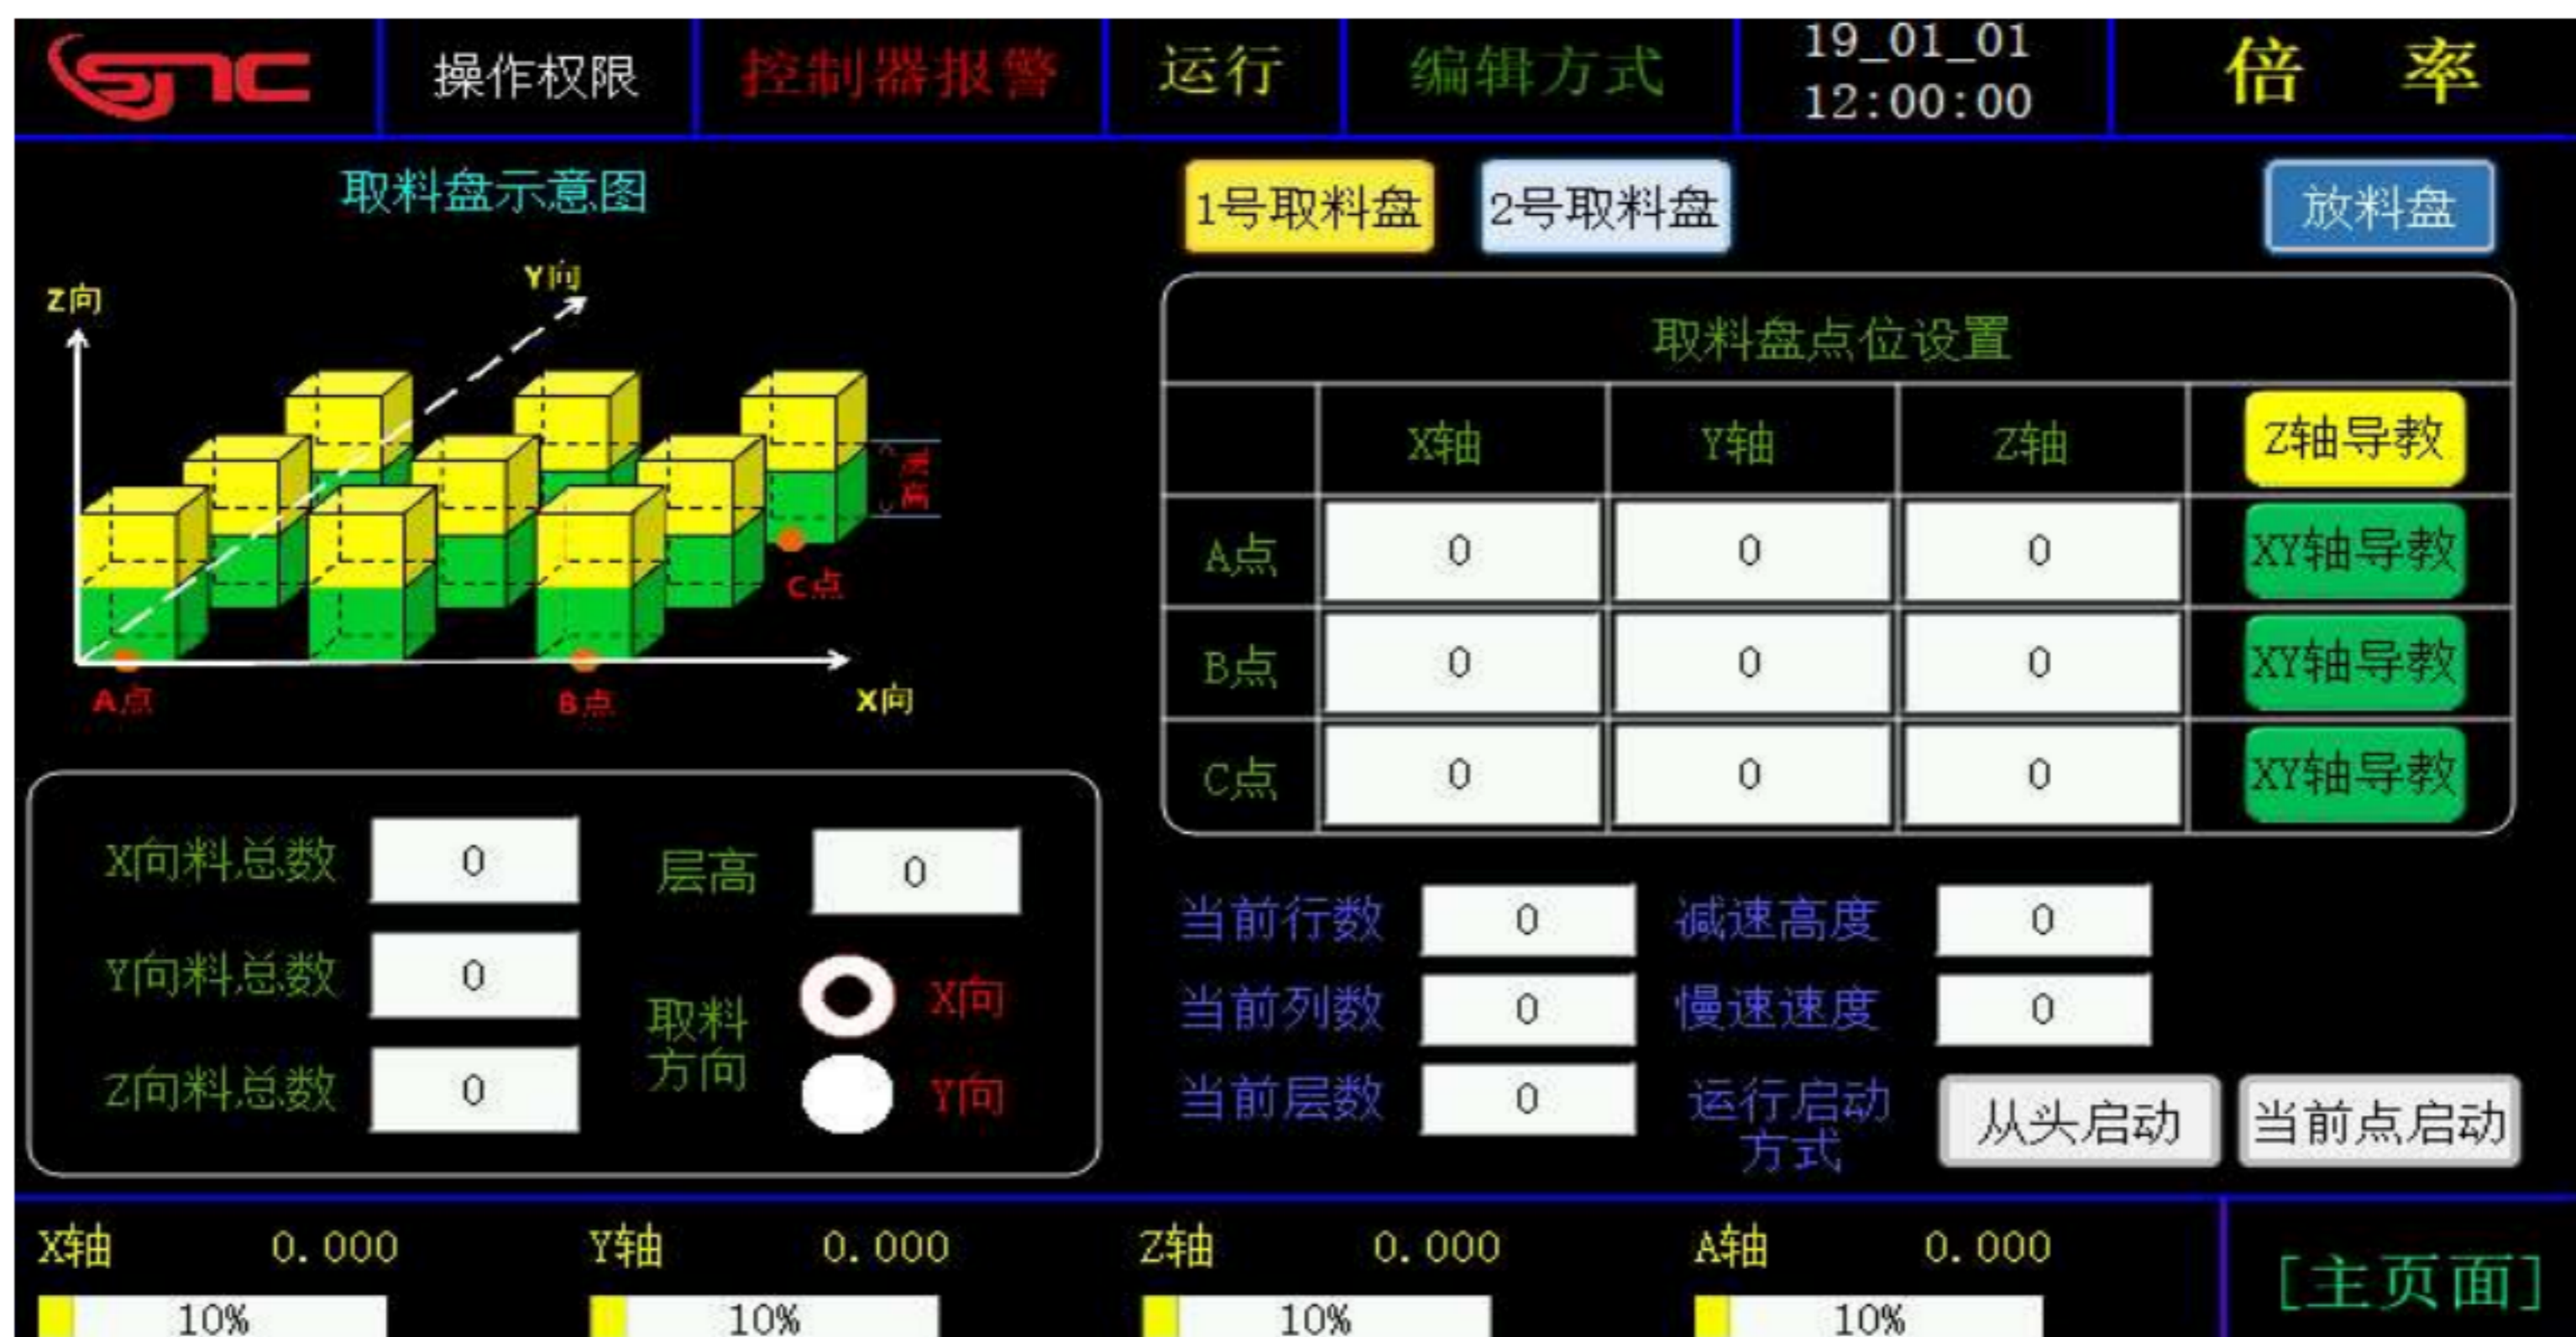 SNC
操作权限
控制器报警
运行
编辑方式
19_01_01
12:00:00
倍 率
取料盘示意图
Z向
Y向
层高
C点
A点
B点
X向
1号取料盘
2号取料盘
放料盘
取料盘点位设置
X轴 Y轴 Z轴 Z轴导教
A点 0 0 0 XY轴导教
B点 0 0 0 XY轴导教
C点 0 0 0 XY轴导教
X向料总数 0
Y向料总数 0
Z向料总数 0
层高 0
取料
方向
X向
Y向
当前行数 0
当前列数 0
当前层数 0
减速高度 0
慢速速度 0
运行启动
方式
从头启动
当前点启动
X轴 0.000
10%
Y轴 0.000
10%
Z轴 0.000
10%
A轴 0.000
10%
[主页面]